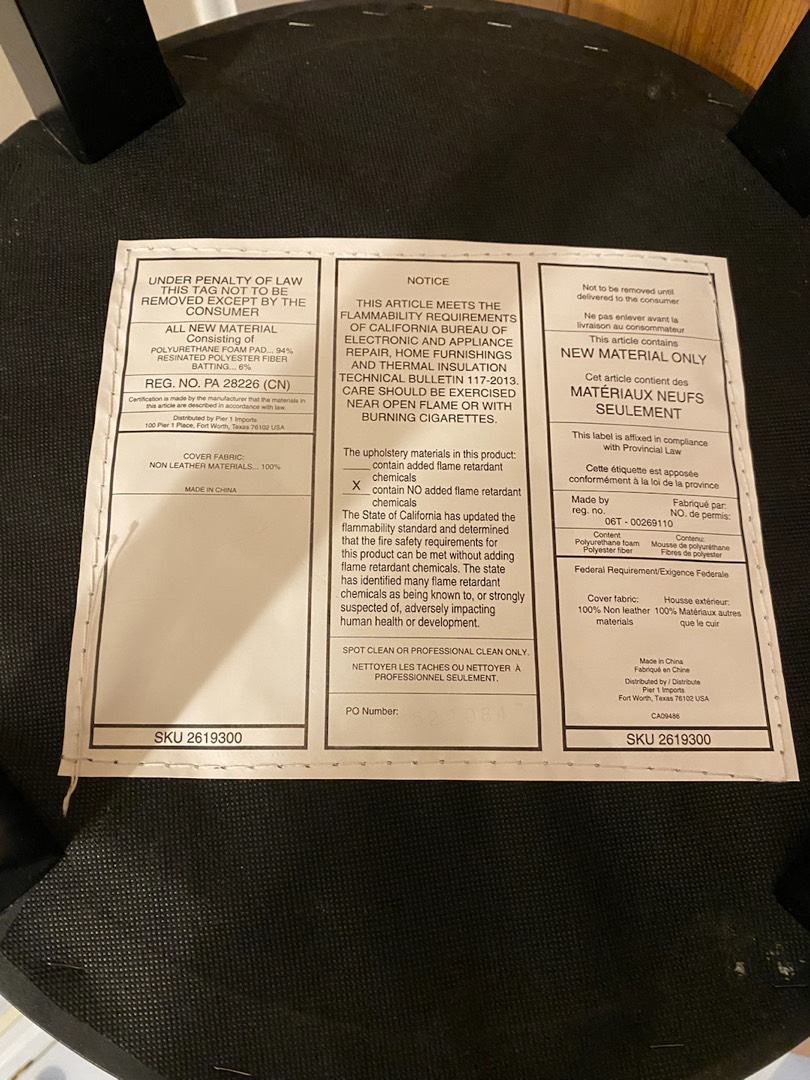 UNDER PENALTY OF LAW
THIS TAG NOT TO BE
REMOVED EXCEPT BY THE
CONSUMER
ALL NEW MATERIAL
Consisting of
POLYURETHANE FOAM PAD... 94%
RESINATED POLYESTER FIBER
BATTING... 6%
REG. NO. PA 28226 (CN)
Certification is made by the manufacturer that the materials in
this article are described in accordance with law.
Distributed by Pier 1 Imports
100 Pier 1 Place, Fort Worth, Texas 76102 USA
COVER FABRIC:
NON LEATHER MATERIALS... 100%
MADE IN CHINA
SKU 2619300
NOTICE
THIS ARTICLE MEETS THE
FLAMMABILITY REQUIREMENTS
OF CALIFORNIA BUREAU OF
ELECTRONIC AND APPLIANCE
REPAIR, HOME FURNISHINGS
AND THERMAL INSULATION
TECHNICAL BULLETIN 117-2013.
CARE SHOULD BE EXERCISED
NEAR OPEN FLAME OR WITH
BURNING CIGARETTES.
The upholstery materials in this product:
____ contain added flame retardant
chemicals
X contain NO added flame retardant
chemicals
The State of California has updated the
flammability standard and determined
that the fire safety requirements for
this product can be met without adding
flame retardant chemicals. The state
has identified many flame retardant
chemicals as being known to, or strongly
suspected of, adversely impacting
human health or development.
SPOT CLEAN OR PROFESSIONAL CLEAN ONLY.
NETTOYER LES TACHES OU NETTOYER À
PROFESSIONNEL SEULEMENT.
PO Number:
Not to be removed until
delivered to the consumer
Ne pas enlever avant la
livraison au consommateur
This article contains
NEW MATERIAL ONLY
Cet article contient des
MATÉRIAUX NEUFS
SEULEMENT
This label is affixed in compliance
with Provincial Law
Cette étiquette est apposée
conformément à la loi de la province
Made by Fabriqué par:
reg. no. NO. de permis:
06T - 00269110
Content Contenu:
Polyurethane foam Mousse de polyuréthane
Polyester fiber Fibres de polyester
Federal Requirement/Exigence Federale
Cover fabric: Housse extérieur:
100% Non leather 100% Matériaux autres
materials que le cuir
Made in China
Fabriqué en Chine
Distributed by / Distribute
Pier 1 Imports
Fort Worth, Texas 76102 USA
CA09486
SKU 2619300